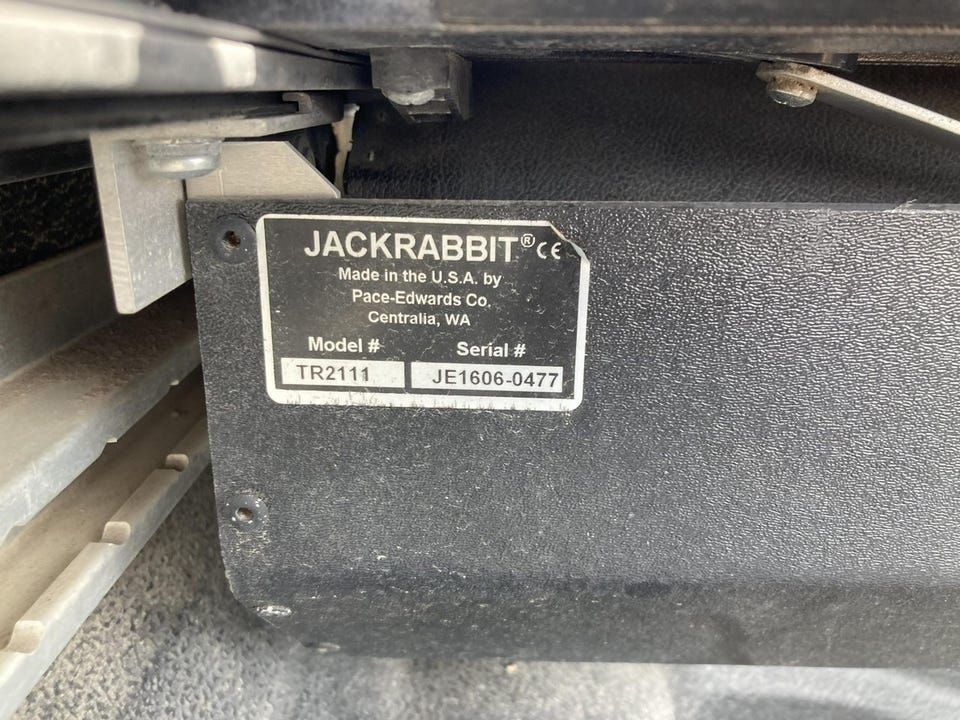 JACKRABBIT® CE
Made in the U.S.A. by
Pace-Edwards Co.
Centralia, WA
Model # Serial #
TR2111 JE1606-0477